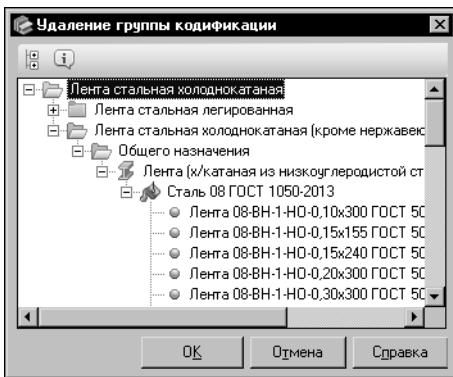 Удаление группы кодификации
Лента стальная холоднокатаная
Лента стальная легированная
Лента стальная холоднокатаная (кроме нержавею
Общего назначения
Лента (х/катаная из низкоуглеродистой ст
Сталь 08 ГОСТ 1050-2013
Лента 08-ВН-1-НО-0,10х300 ГОСТ 50
Лента 08-ВН-1-НО-0,15х155 ГОСТ 50
Лента 08-ВН-1-НО-0,15х240 ГОСТ 50
Лента 08-ВН-1-НО-0,20х300 ГОСТ 50
Лента 08-ВН-1-НО-0,30х300 ГОСТ 50
OK
Отмена
Справка